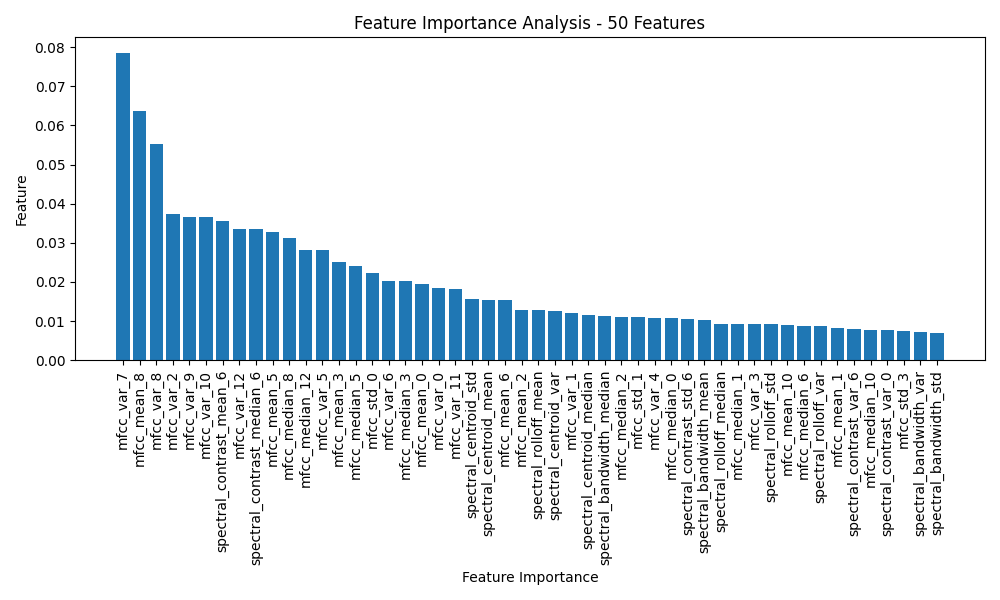 Feature Importance Analysis - 50 Features
0.08
0.07
0.06
0.05
0.04
0.03
0.02
0.01
0.00
Feature
mfcc_var_7
mfcc_mean_8
mfcc_var_8
mfcc_var_2
mfcc_var_9
mfcc_var_10
spectral_contrast_mean_6
mfcc_var_12
spectral_contrast_median_6
mfcc_mean_5
mfcc_median_8
mfcc_median_12
mfcc_var_5
mfcc_mean_3
mfcc_median_5
mfcc_std_0
mfcc_var_6
mfcc_median_3
mfcc_mean_0
mfcc_var_0
mfcc_var_11
spectral_centroid_std
spectral_centroid_mean
mfcc_mean_6
mfcc_mean_2
spectral_rolloff_mean
spectral_centroid_var
mfcc_var_1
spectral_centroid_median
spectral_bandwidth_median
mfcc_median_2
mfcc_std_1
mfcc_var_4
mfcc_median_0
spectral_contrast_std_6
spectral_bandwidth_mean
spectral_rolloff_median
mfcc_median_1
mfcc_var_3
spectral_rolloff_std
mfcc_mean_10
mfcc_median_6
spectral_rolloff_var
mfcc_mean_1
spectral_contrast_var_6
mfcc_median_10
spectral_contrast_var_0
mfcc_std_3
spectral_bandwidth_var
spectral_bandwidth_std
Feature Importance